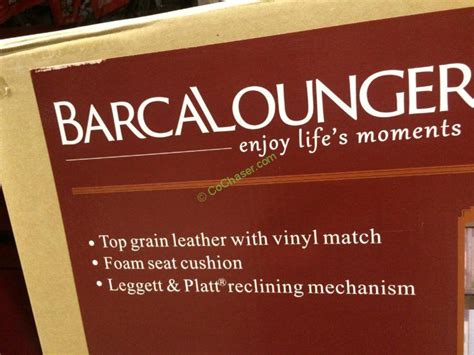 BARCALOUNGER
enjoy life's moments
© CoChaser.com
• Top grain leather with vinyl match
• Foam seat cushion
• Leggett & Platt® reclining mechanism